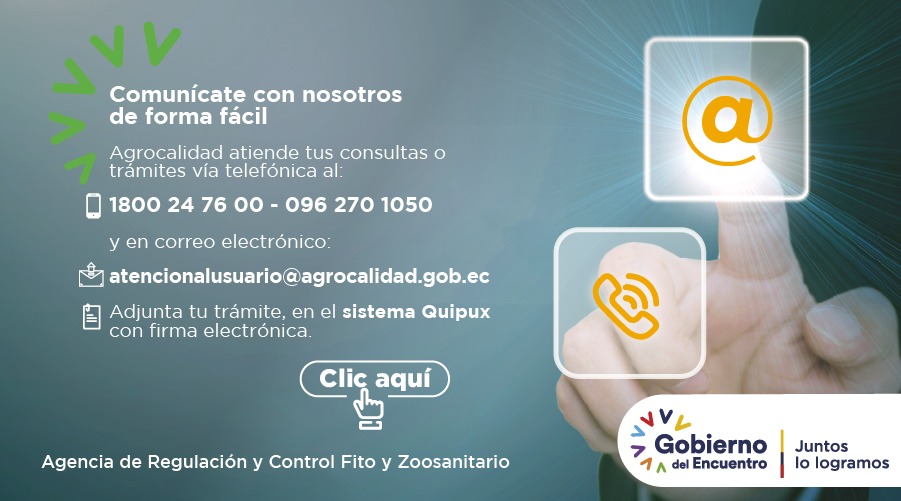 Comunícate con nosotros
de forma fácil
Agrocalidad atiende tus consultas o
trámites vía telefónica al:
1800 24 76 00 - 096 270 1050
y en correo electrónico:
atencionalusuario@agrocalidad.gob.ec
Adjunta tu trámite, en el sistema Quipux
con firma electrónica.
Clic aquí
Agencia de Regulación y Control Fito y Zoosanitario
@
Gobierno
del Encuentro
Juntos
lo logramos